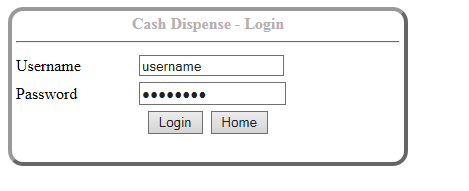 Cash Dispense - Login
Username username
Password ●●●●●●●●
Login Home